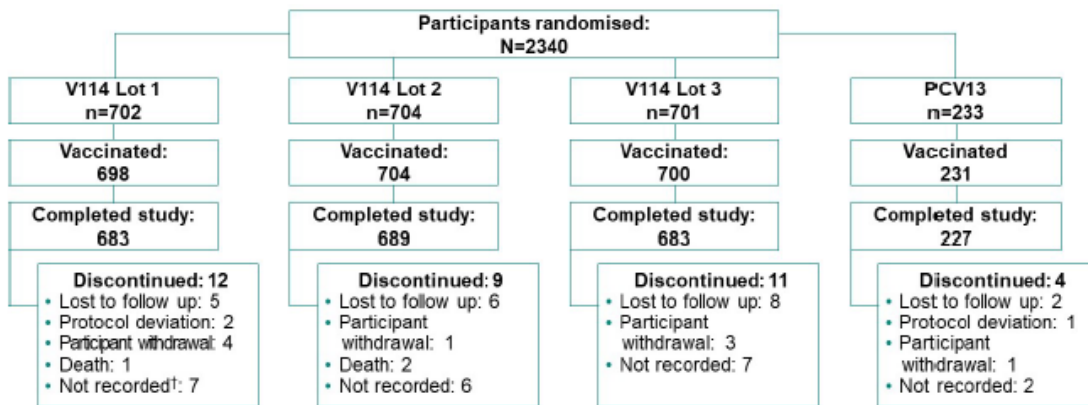 Participants randomised:
N=2340
V114 Lot 1
n=702
V114 Lot 2
n=704
V114 Lot 3
n=701
PCV13
n=233
Vaccinated:
698
Vaccinated:
704
Vaccinated:
700
Vaccinated
231
Completed study:
683
Completed study:
689
Completed study:
683
Completed study:
227
Discontinued: 12
• Lost to follow up: 5
• Protocol deviation: 2
• Participant withdrawal: 4
• Death: 1
• Not recorded†: 7
Discontinued: 9
• Lost to follow up: 6
• Participant
withdrawal: 1
• Death: 2
• Not recorded: 6
Discontinued: 11
• Lost to follow up: 8
• Participant
withdrawal: 3
• Not recorded: 7
Discontinued: 4
• Lost to follow up: 2
• Protocol deviation: 1
• Participant
withdrawal: 1
• Not recorded: 2